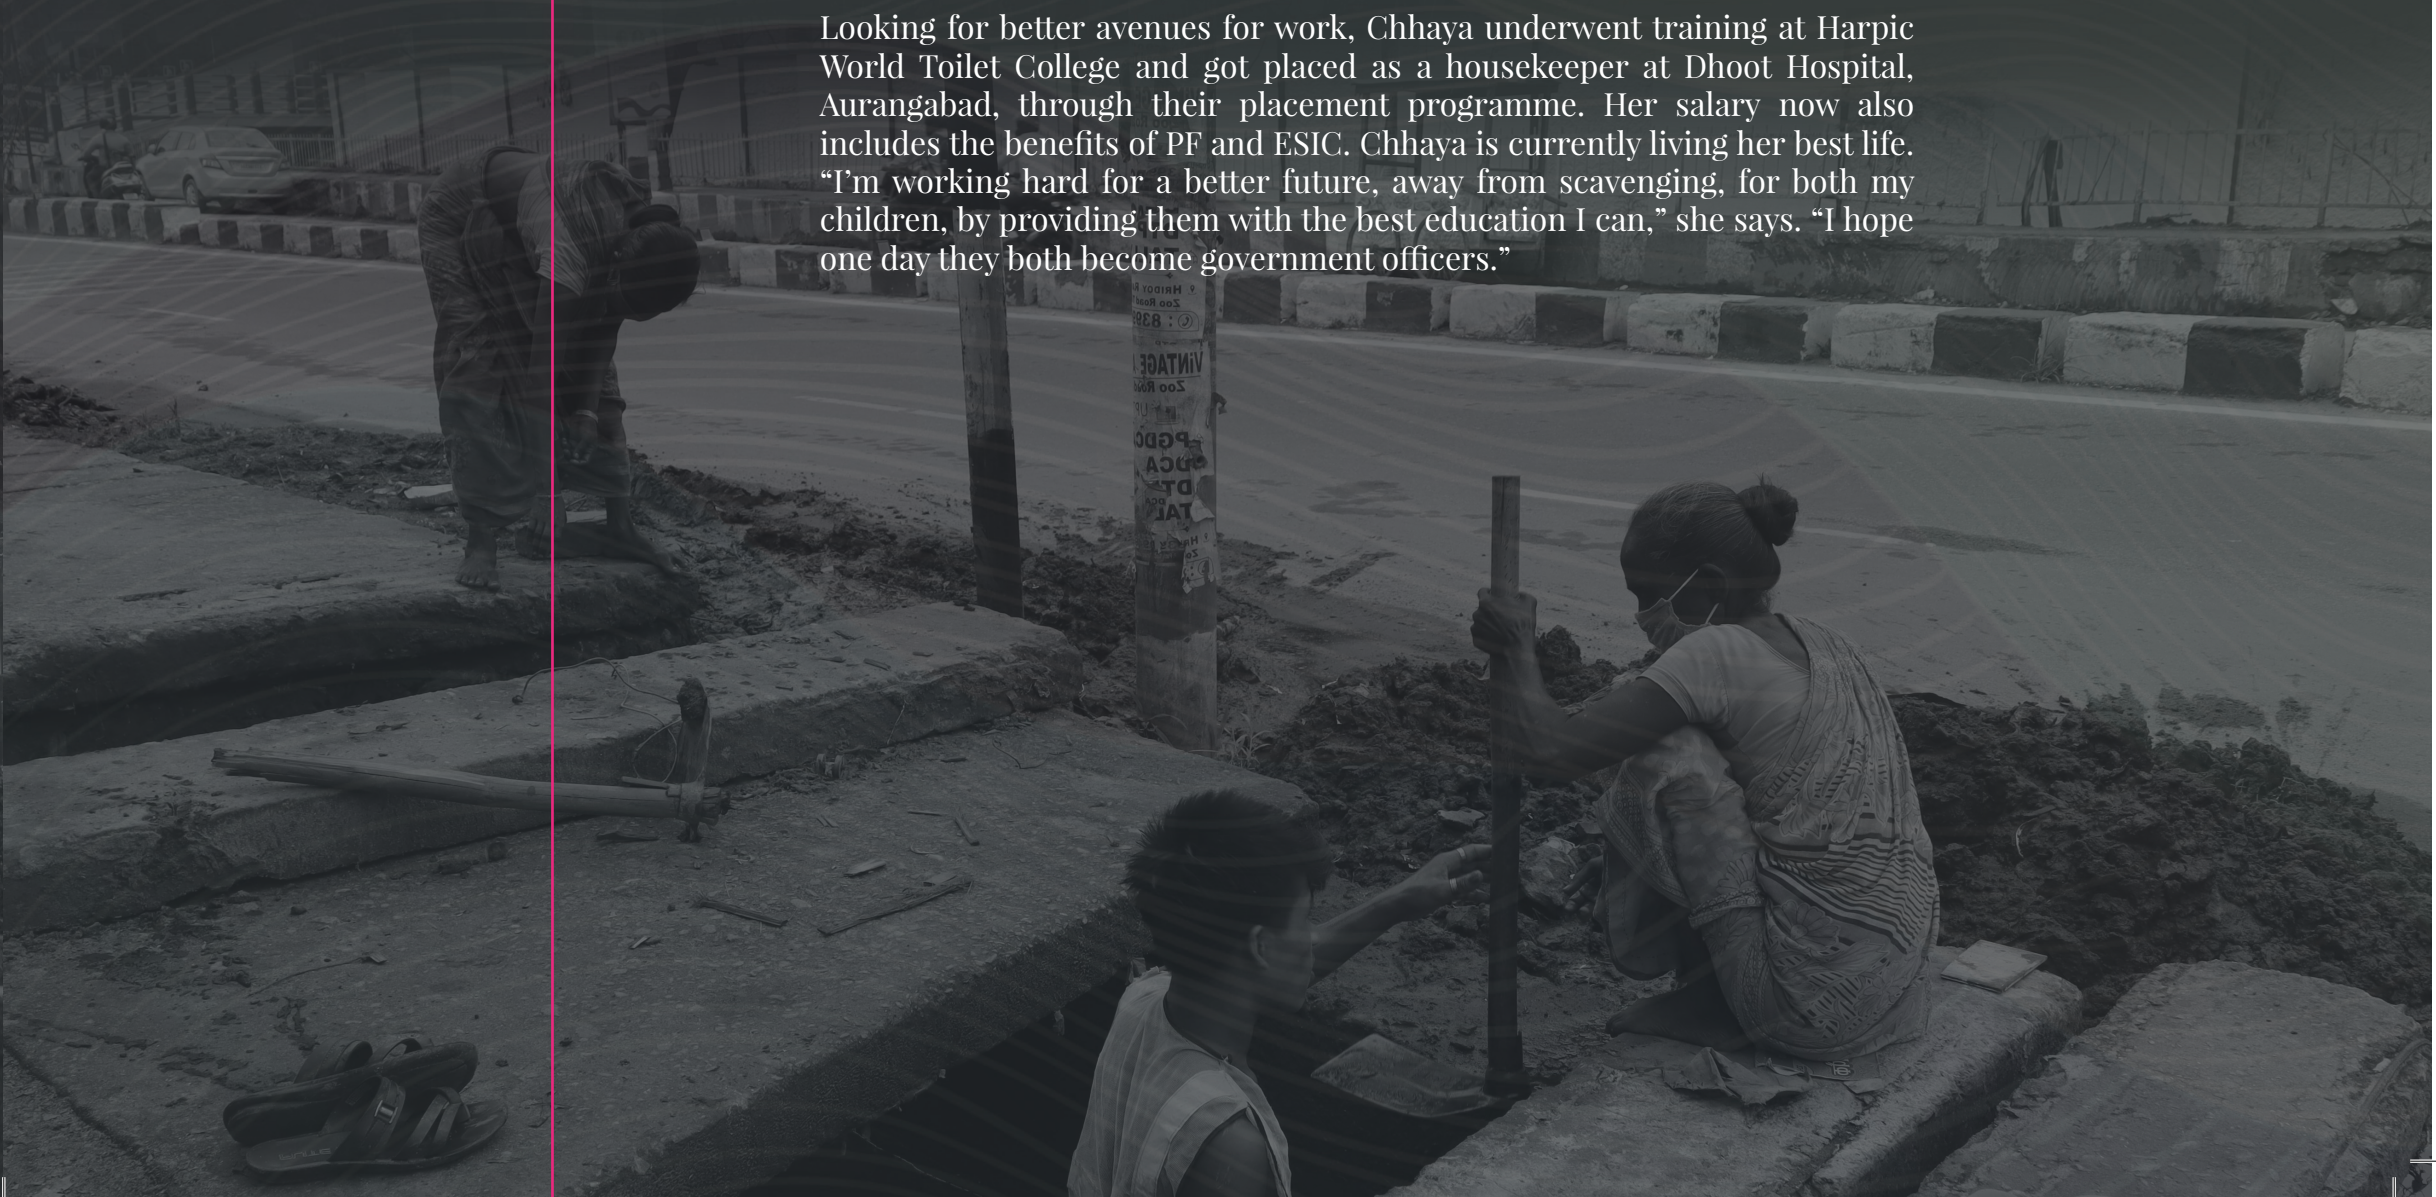 Looking for better avenues for work, Chhaya underwent training at Harpic
World Toilet College and got placed as a housekeeper at Dhoot Hospital,
Aurangabad, through their placement programme. Her salary now also
includes the benefits of PF and ESIC. Chhaya is currently living her best life.
“I’m working hard for a better future, away from scavenging, for both my
children, by providing them with the best education I can,” she says. “I hope
one day they both become government officers.”
Zoo Road
VINTAGE
Zoo Road